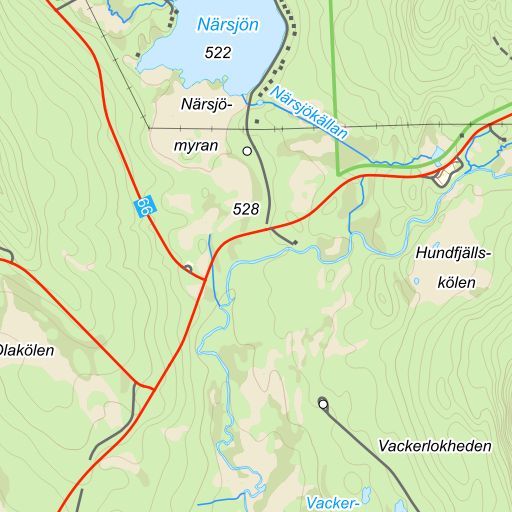 Närsjön
522
Närsjökällan
Närsjö-
myran
66
528
Hundfjälls-
kölen
Olakölen
Vackerlokheden
Vacker-